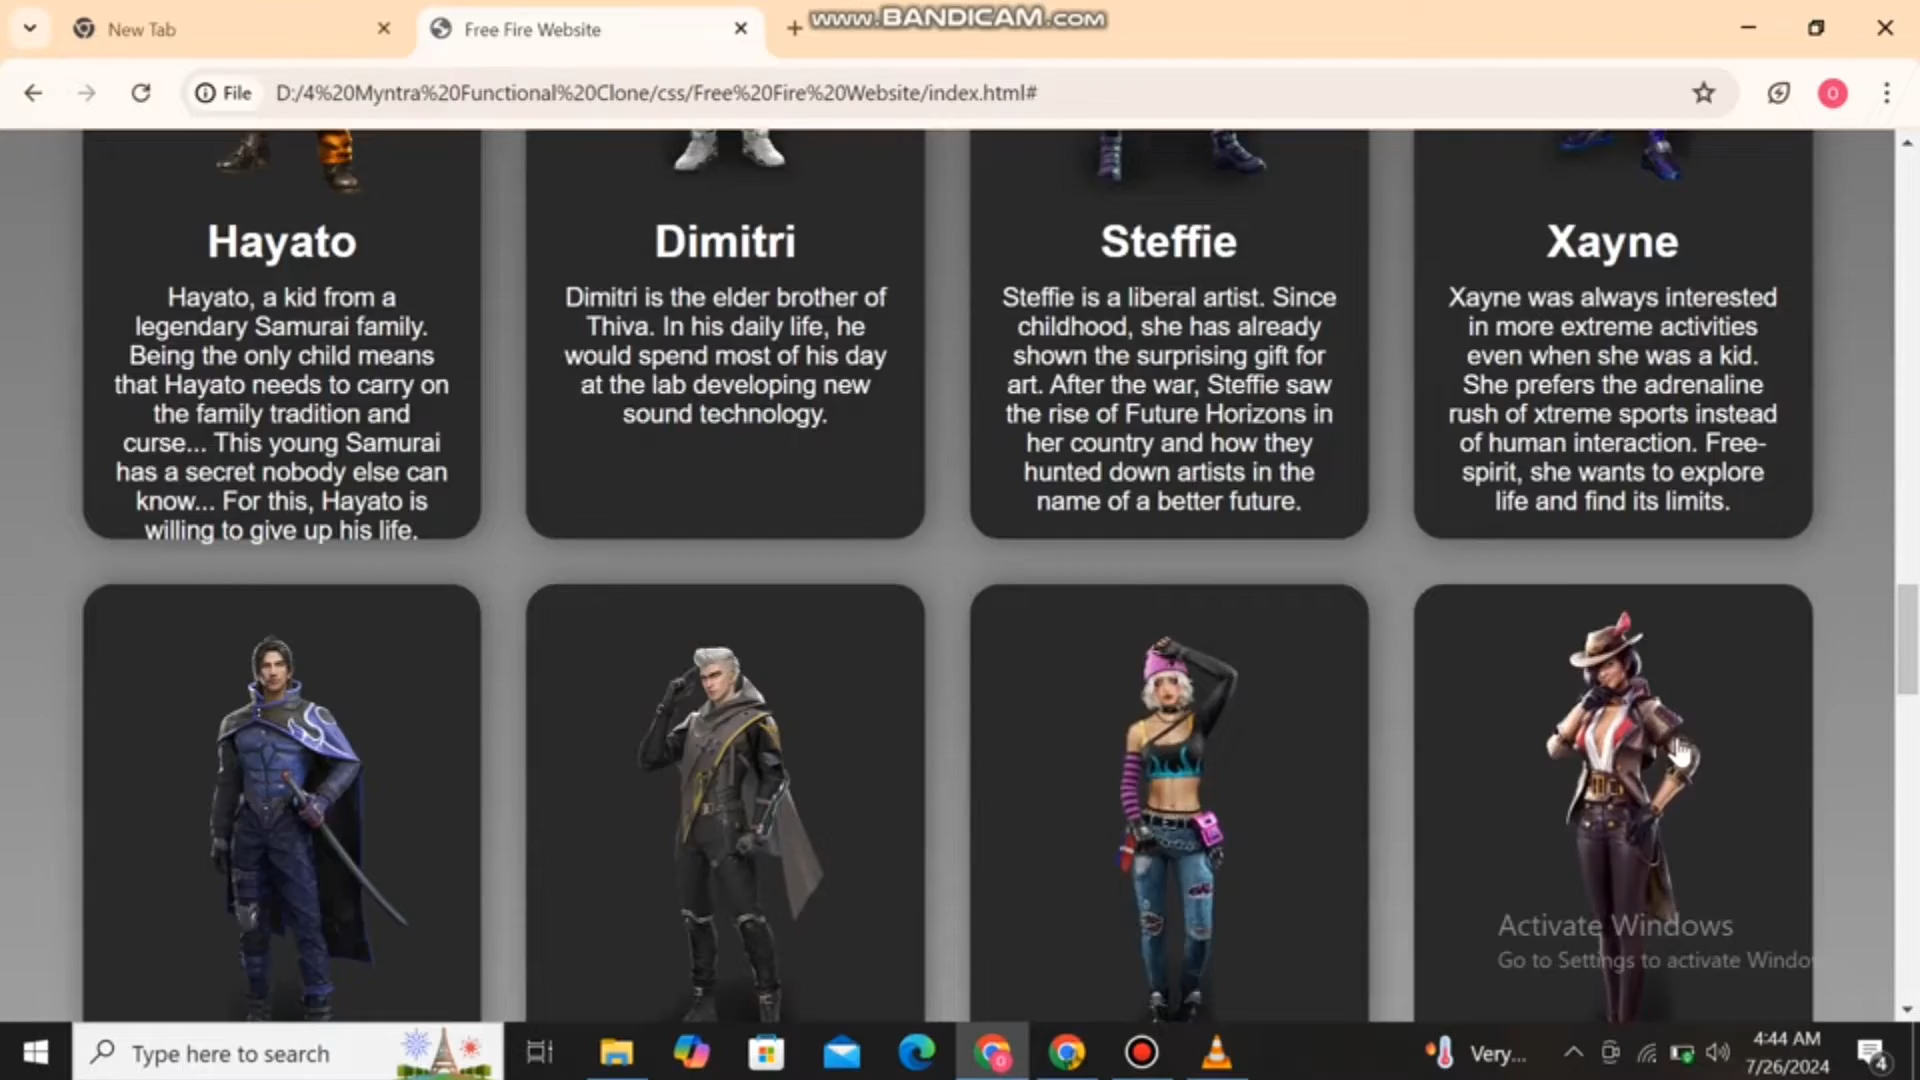 New Tab
Free Fire Website
www.BANDICAM.com
File
D:/4%20Myntra%20Functional%20Clone/css/Free%20Fire%20Website/index.html#
O
Hayato
Hayato, a kid from a
legendary Samurai family.
Being the only child means
that Hayato needs to carry on
the family tradition and
curse... This young Samurai
has a secret nobody else can
know... For this, Hayato is
willing to give up his life.
Dimitri
Dimitri is the elder brother of
Thiva. In his daily life, he
would spend most of his day
at the lab developing new
sound technology.
Steffie
Steffie is a liberal artist. Since
childhood, she has already
shown the surprising gift for
art. After the war, Steffie saw
the rise of Future Horizons in
her country and how they
hunted down artists in the
name of a better future.
Xayne
Xayne was always interested
in more extreme activities
even when she was a kid.
She prefers the adrenaline
rush of xtreme sports instead
of human interaction. Free-
spirit, she wants to explore
life and find its limits.
Activate Windows
Go to Settings to activate Windo
Type here to search
Very...
4:44 AM
7/26/2024
4